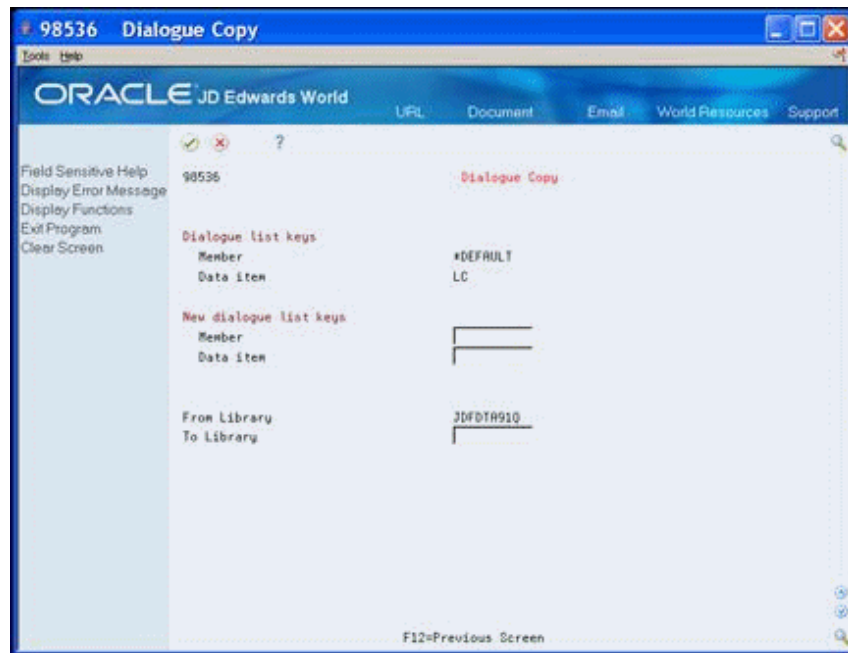 98536 Dialogue Copy
Tools Help
ORACLE JD Edwards World
URL Document Email World Resources Support
?
Field Sensitive Help
Display Error Message
Display Functions
Exit Program
Clear Screen
98536 Dialogue Copy
Dialogue list keys
Member *DEFAULT
Data item LC
New dialogue list keys
Member
Data item
From Library JDFDTA910
To Library
F12=Previous Screen